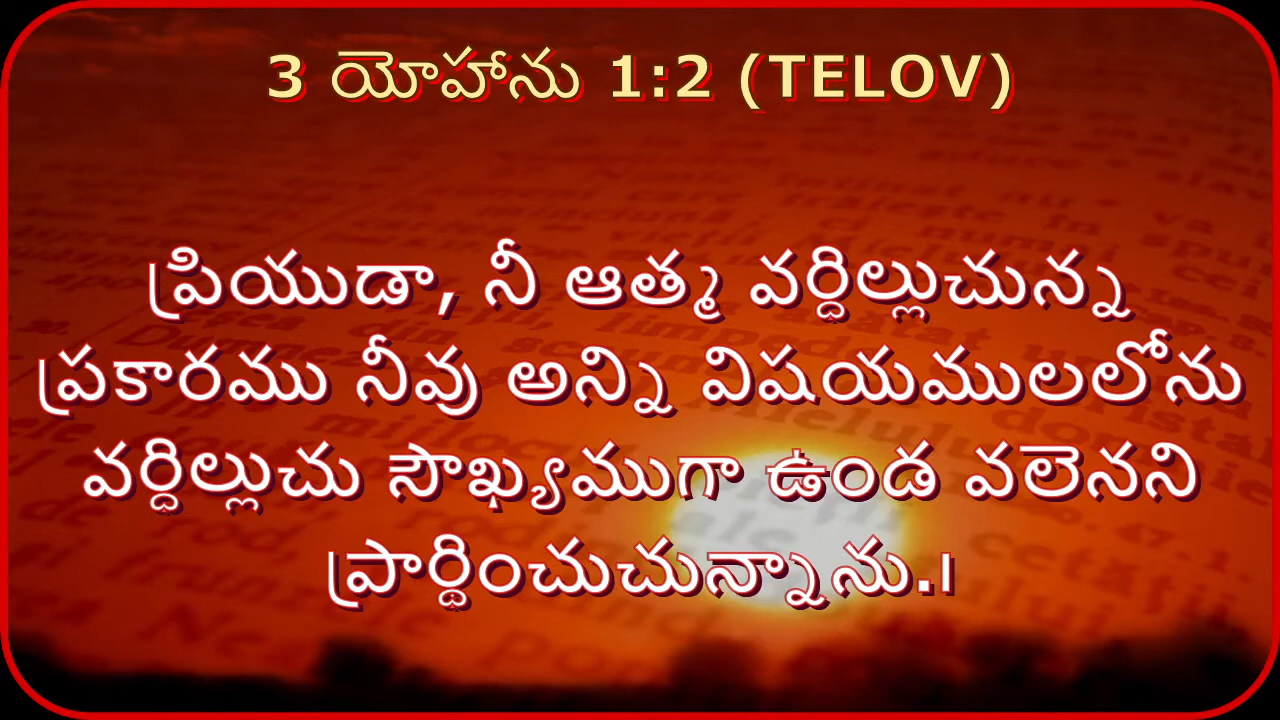 3 యోహాను 1:2 (TELOV)
ప్రియుడా, నీ ఆత్మ వర్దిల్లుచున్న
ప్రకారము నీవు అన్ని విషయములలోను
వర్దిల్లుచు సౌఖ్యముగా ఉండ వలెనని
ప్రార్దించుచున్నాను.।